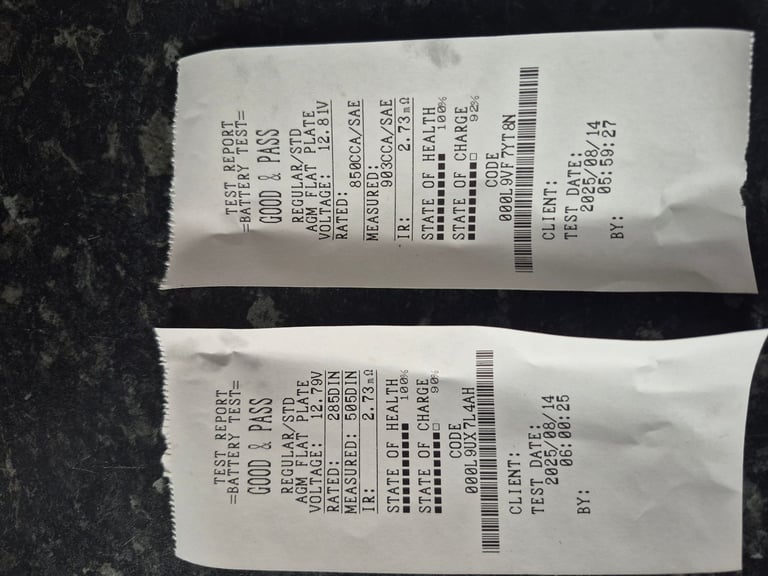 TEST REPORT
=BATTERY TEST=
GOOD & PASS
REGULAR/STD
AGM FLAT PLATE
VOLTAGE: 12.81V
RATED:
850CCA/SAE
MEASURED:
903CCA/SAE
IR: 2.73mΩ
STATE OF HEALTH
100%
STATE OF CHARGE
92%
CODE
000L9VF7YT8N
CLIENT:
TEST DATE:
2025/08/14
05:59:27
BY:
TEST REPORT
=BATTERY TEST=
GOOD & PASS
REGULAR/STD
AGM FLAT PLATE
VOLTAGE: 12.79V
RATED: 285DIN
MEASURED: 505DIN
IR: 2.73mΩ
STATE OF HEALTH
100%
STATE OF CHARGE
90%
CODE
000L9UX7L4AH
CLIENT:
TEST DATE:
2025/08/14
06:00:25
BY: